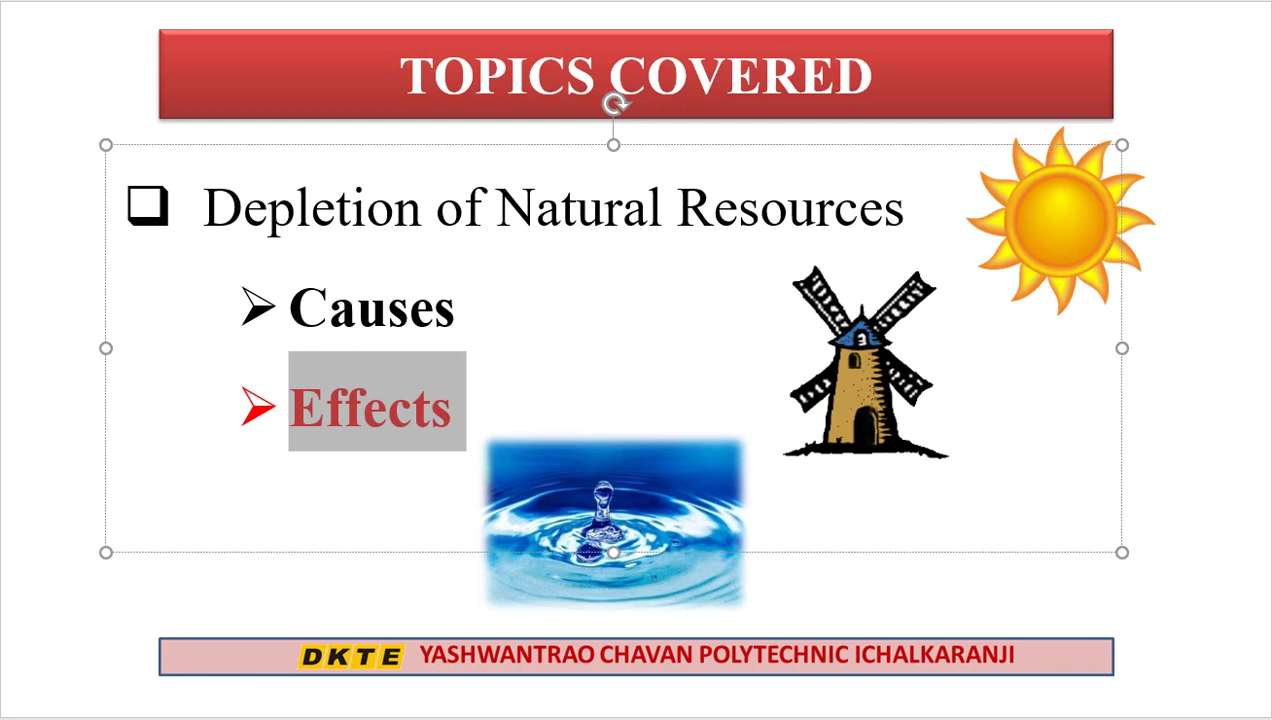 TOPICS COVERED
Depletion of Natural Resources
Causes
Effects
DKTE YASHWANTRAO CHAVAN POLYTECHNIC ICHALKARANJI